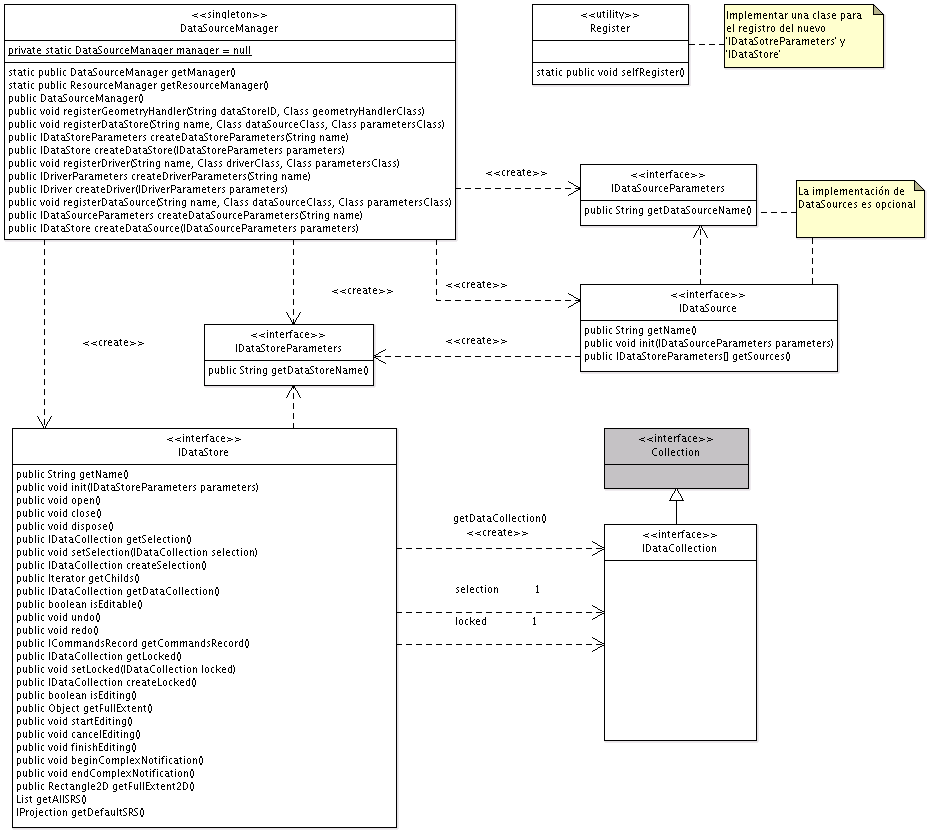 <<singleton>>
DataSourceManager
private static DataSourceManager manager = null
static public DataSourceManager getManager()
static public ResourceManager getResourceManager()
public DataSourceManager()
public void registerGeometryHandler(String dataStoreID, Class geometryHandlerClass)
public void registerDataStore(String name, Class dataSourceClass, Class parametersClass)
public IDataStoreParameters createDataStoreParameters(String name)
public IDataStore createDataStore(IDataStoreParameters parameters)
public void registerDriver(String name, Class driverClass, Class parametersClass)
public IDriverParameters createDriverParameters(String name)
public IDriver createDriver(IDriverParameters parameters)
public void registerDataSource(String name, Class dataSourceClass, Class parametersClass)
public IDataSourceParameters createDataSourceParameters(String name)
public IDataStore createDataSource(IDataSourceParameters parameters)
<<utility>>
Register
static public void selfRegister()
Implementar una clase para
el registro del nuevo
'IDataSotreParameters' y
'IDataStore'
<<create>>
<<interface>>
IDataSourceParameters
public String getDataSourceName()
La implementación de
DataSources es opcional
<<create>>
<<create>>
<<interface>>
IDataSource
public String getName()
public void init(IDataSourceParameters parameters)
public IDataStoreParameters[] getSources()
<<create>>
<<interface>>
IDataStoreParameters
public String getDataStoreName()
<<create>>
<<interface>>
IDataStore
public String getName()
public void init(IDataStoreParameters parameters)
public void open()
public void close()
public void dispose()
public IDataCollection getSelection()
public void setSelection(IDataCollection selection)
public IDataCollection createSelection()
public Iterator getChilds()
public IDataCollection getDataCollection()
public boolean isEditable()
public void undo()
public void redo()
public ICommandsRecord getCommandsRecord()
public IDataCollection getLocked()
public void setLocked(IDataCollection locked)
public IDataCollection createLocked()
public boolean isEditing()
public Object getFullExtent()
public void startEditing()
public void cancelEditing()
public void finishEditing()
public void beginComplexNotification()
public void endComplexNotification()
public Rectangle2D getFullExtent2D()
List getAllSRS()
IProjection getDefaultSRS()
<<interface>>
Collection
getDataCollection()
<<create>>
<<interface>>
IDataCollection
selection 1
locked 1